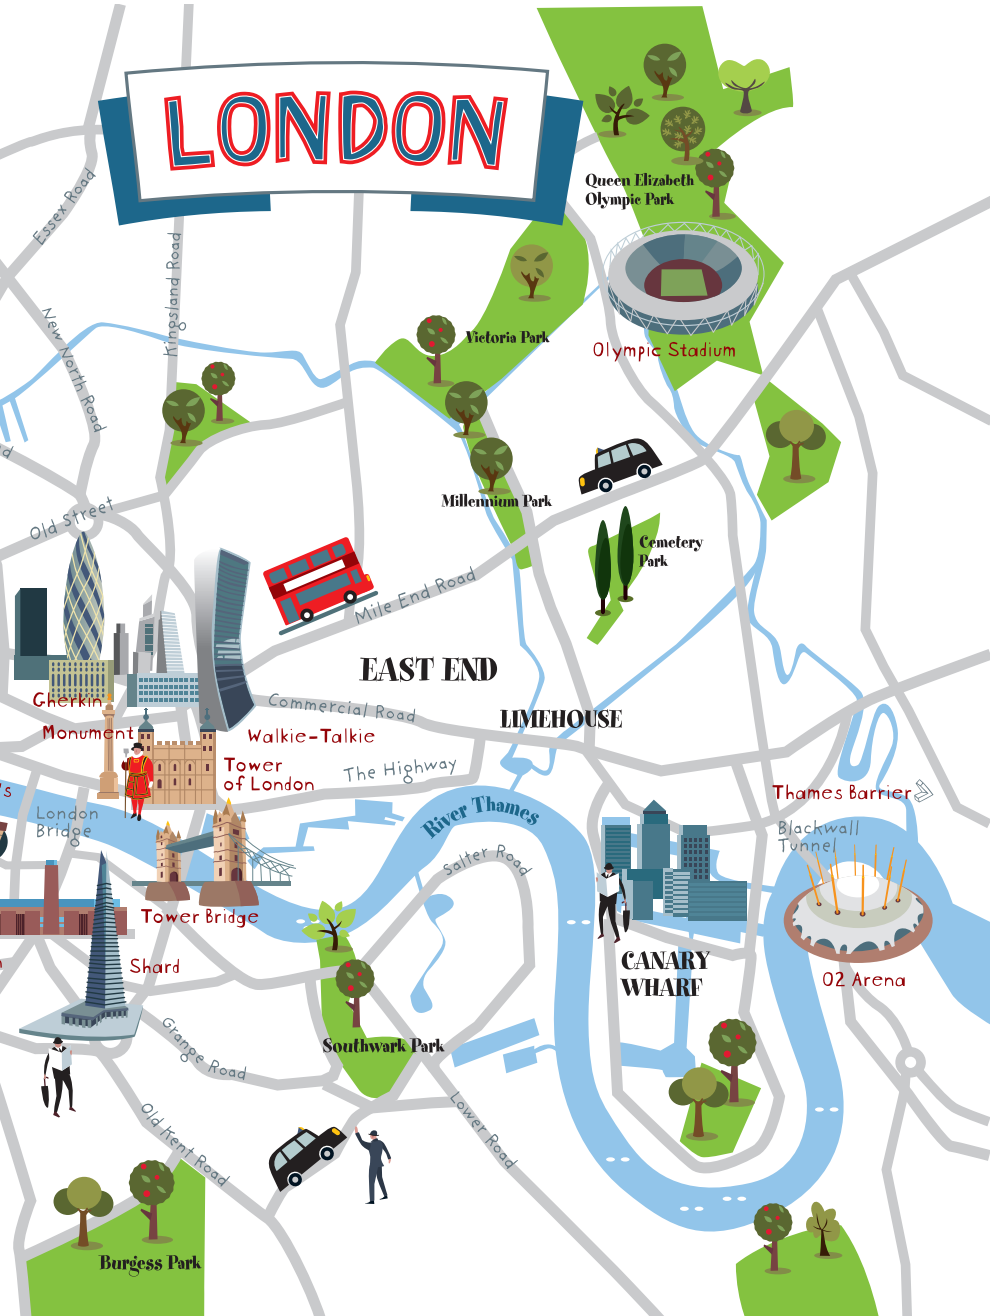 LONDON
Essex Road
Kingsland Road
New North Road
Queen Elizabeth
Olympic Park
Olympic Stadium
Victoria Park
Millennium Park
Old Street
Cemetery
Park
Mile End Road
EAST END
LIMEHOUSE
Gherkin
Monument
Commercial Road
Walkie-Talkie
Tower
of London
The Highway
Thames Barrier
London
Bridge
River Thames
Blackwall
Tunnel
Salter Road
Tower Bridge
Shard
CANARY
WHARF
O2 Arena
Grange Road
Southwark Park
Old Kent Road
Lower Road
Burgess Park